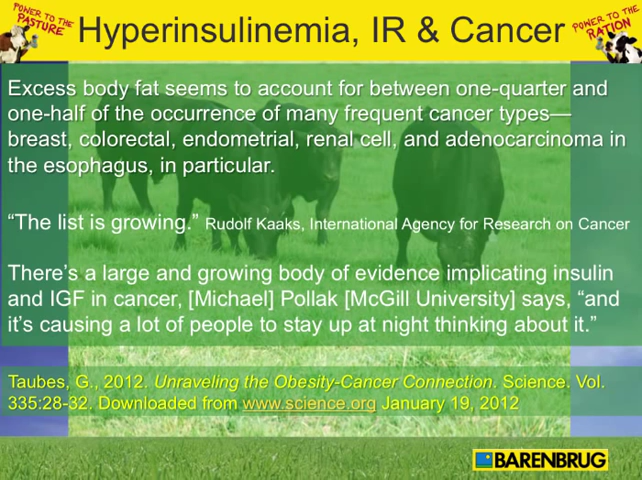 POWER TO THE
PASTURE
Hyperinsulinemia, IR & Cancer
POWER TO THE
RATION
Excess body fat seems to account for between one-quarter and
one-half of the occurrence of many frequent cancer types—
breast, colorectal, endometrial, renal cell, and adenocarcinoma in
the esophagus, in particular.
“The list is growing.” Rudolf Kaaks, International Agency for Research on Cancer
There’s a large and growing body of evidence implicating insulin
and IGF in cancer, [Michael] Pollak [McGill University] says, “and
it’s causing a lot of people to stay up at night thinking about it.”
Taubes, G., 2012. Unraveling the Obesity-Cancer Connection. Science. Vol.
335:28-32. Downloaded from www.science.org January 19, 2012
BARENBRUG